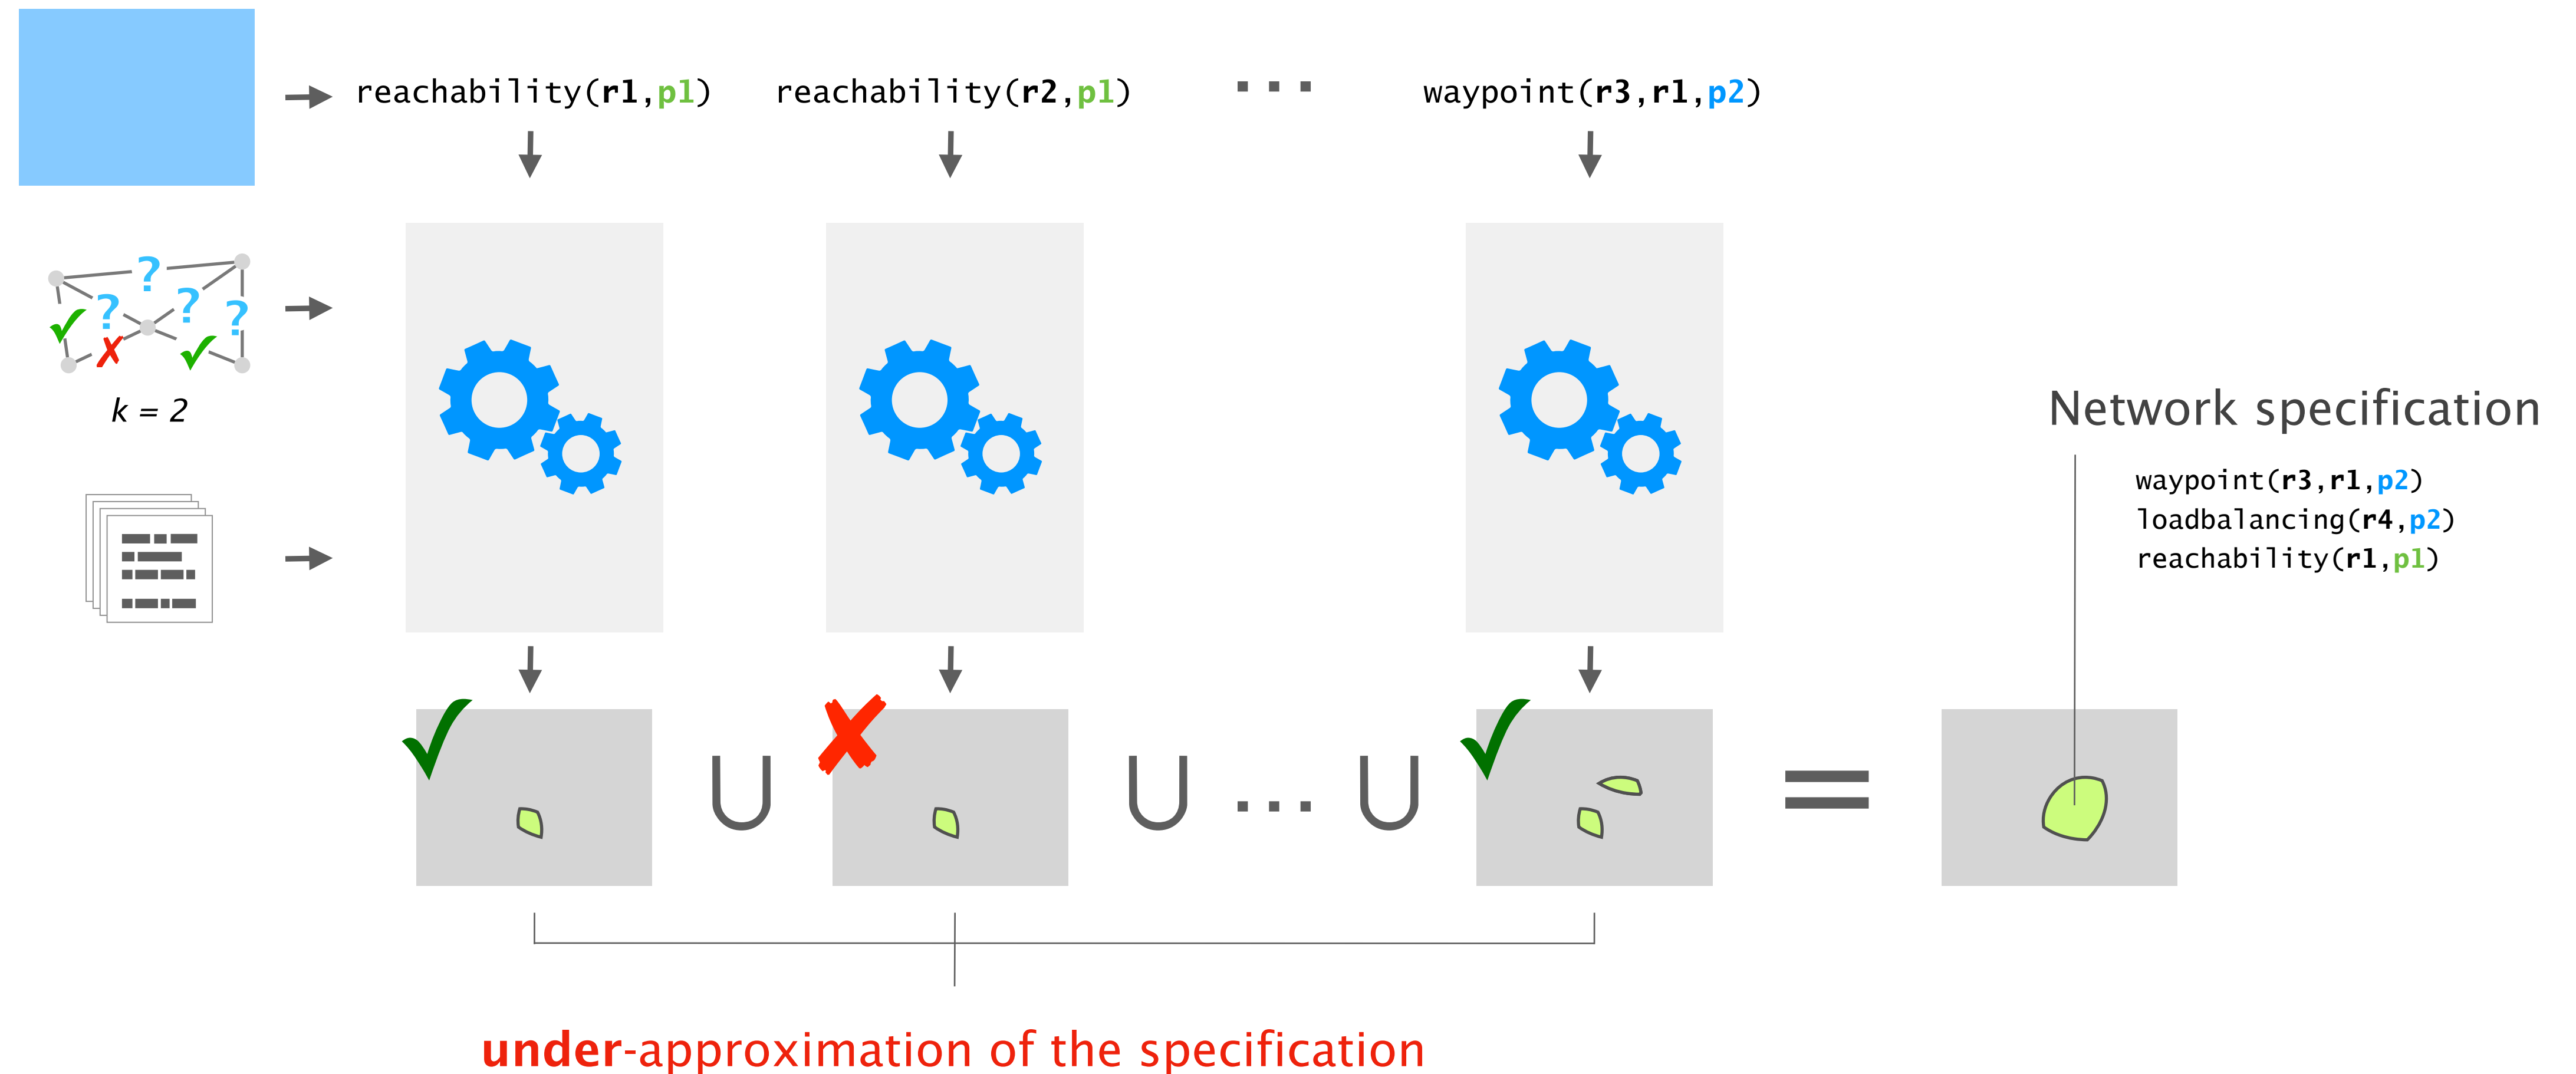 reachability(r1,p1) reachability(r2,p1) ... waypoint(r3,r1,p2)
? ? ? ?
k = 2
Network specification
waypoint(r3,r1,p2)
loadbalancing(r4,p2)
reachability(r1,p1)
∪ ∪ ... ∪ =
under-approximation of the specification